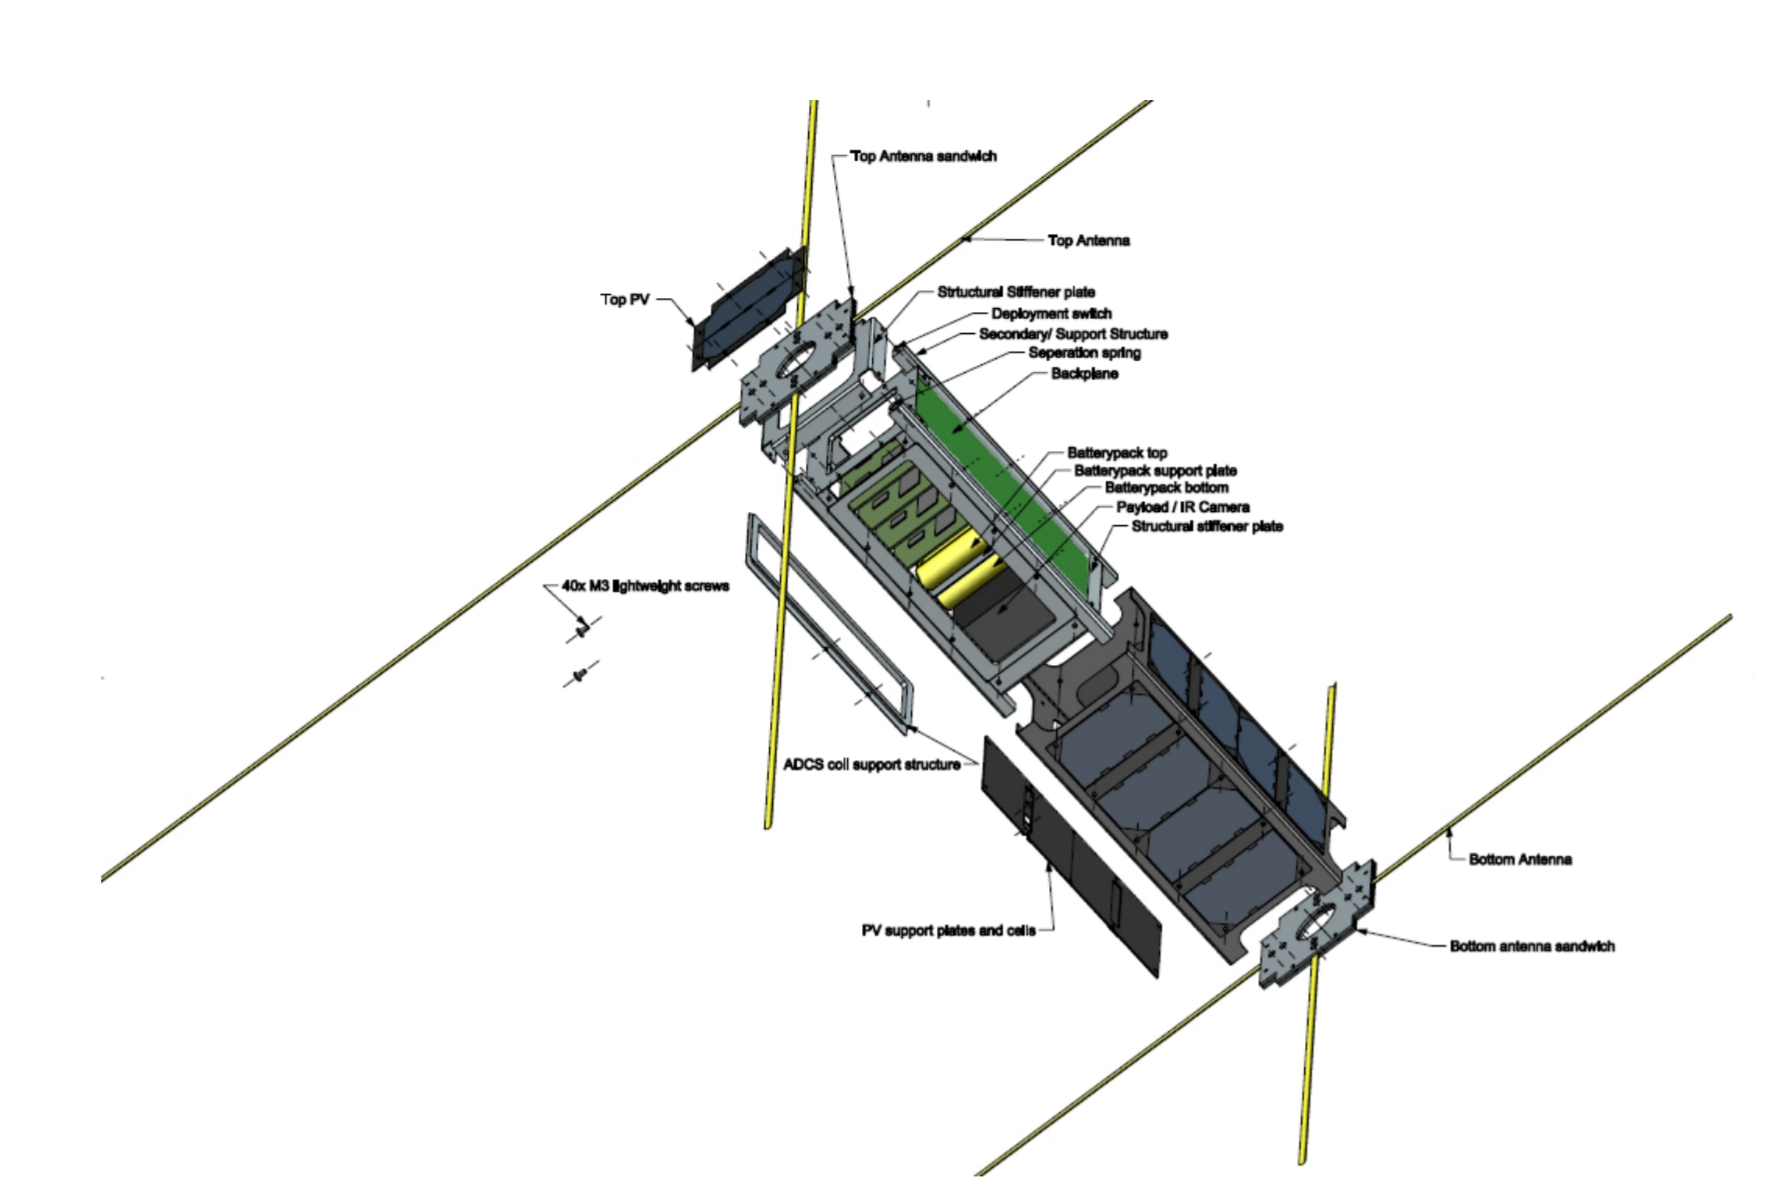 Top Antenna sandwich
Top Antenna
Top PV
Strtuctural Stiffener plate
Deployment switch
Secondary/ Support Structure
Seperation spring
Backplane
Batterypack top
Batterypack support plate
Batterypack bottom
Payload / IR Camera
Structural stiffener plate
40x M3 lightweight screws
ADCS coil support structure
PV support plates and cells
Bottom Antenna
Bottom antenna sandwich